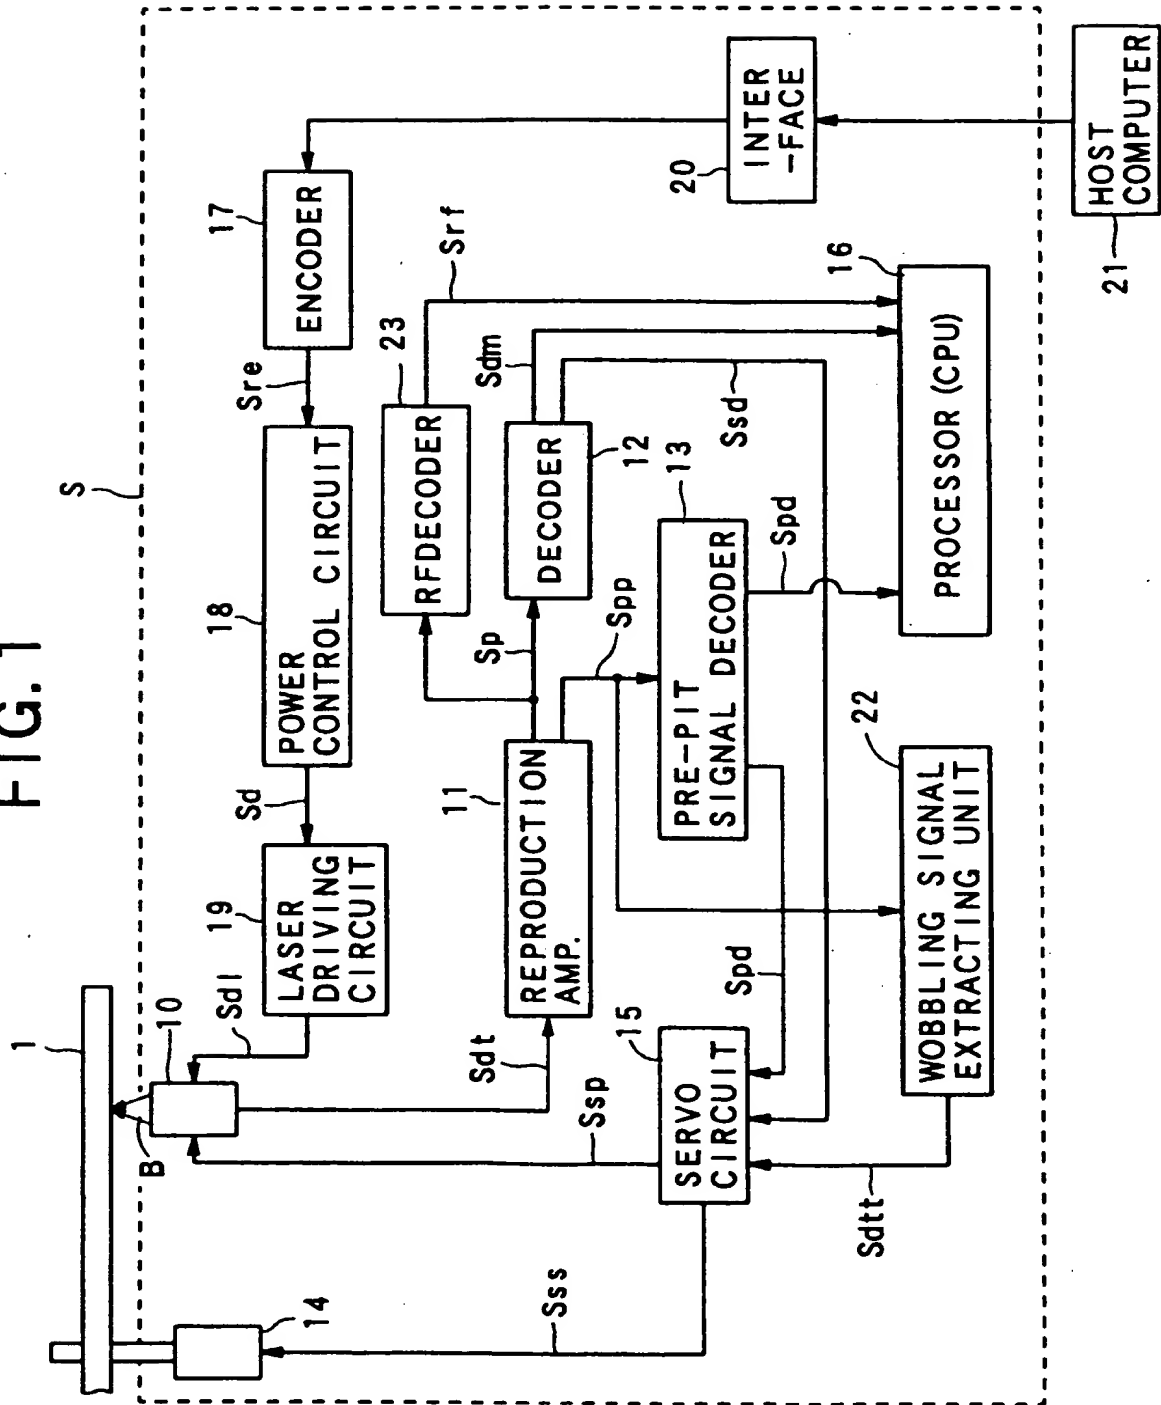 FIG. 1
1
S
B
10
14
Sdl
19
LASER
DRIVING
CIRCUIT
Sd
18
POWER
CONTROL CIRCUIT
Sre
17
ENCODER
23
RFDECODER
Srf
Sdt
11
REPRODUCTION
AMP.
Sp
DECODER
12
Sdm
Ssd
Spp
13
PRE-PIT
SIGNAL DECODER
Spd
Spd
Ssp
15
SERVO
CIRCUIT
Sss
Sdtt
22
WOBBLING SIGNAL
EXTRACTING UNIT
16
PROCESSOR (CPU)
20
INTER
-FACE
21
HOST
COMPUTER